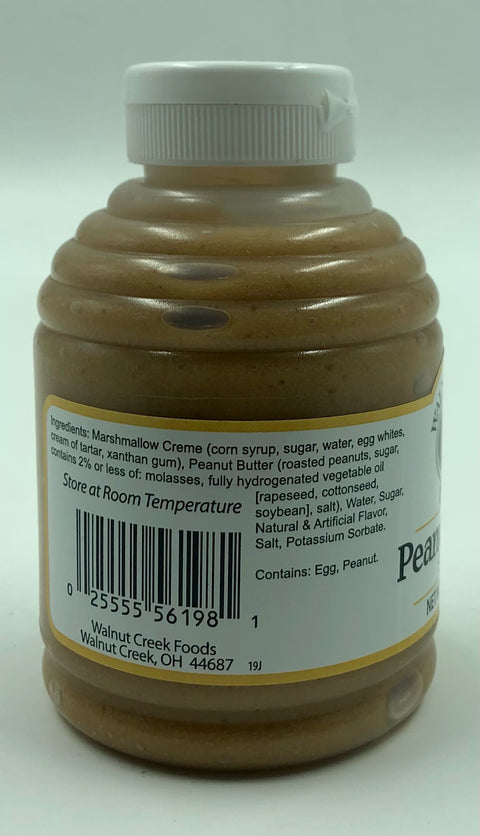 Ingredients: Marshmallow Creme (corn syrup, sugar, water, egg whites,
cream of tartar, xanthan gum), Peanut Butter (roasted peanuts, sugar,
contains 2% or less of: molasses, fully hydrogenated vegetable oil
[rapeseed, cottonseed,
soybean], salt), Water, Sugar,
Natural & Artificial Flavor,
Salt, Potassium Sorbate.
Contains: Egg, Peanut.
Store at Room Temperature
0 25555 56198 1
Walnut Creek Foods
Walnut Creek, OH 44687 19J